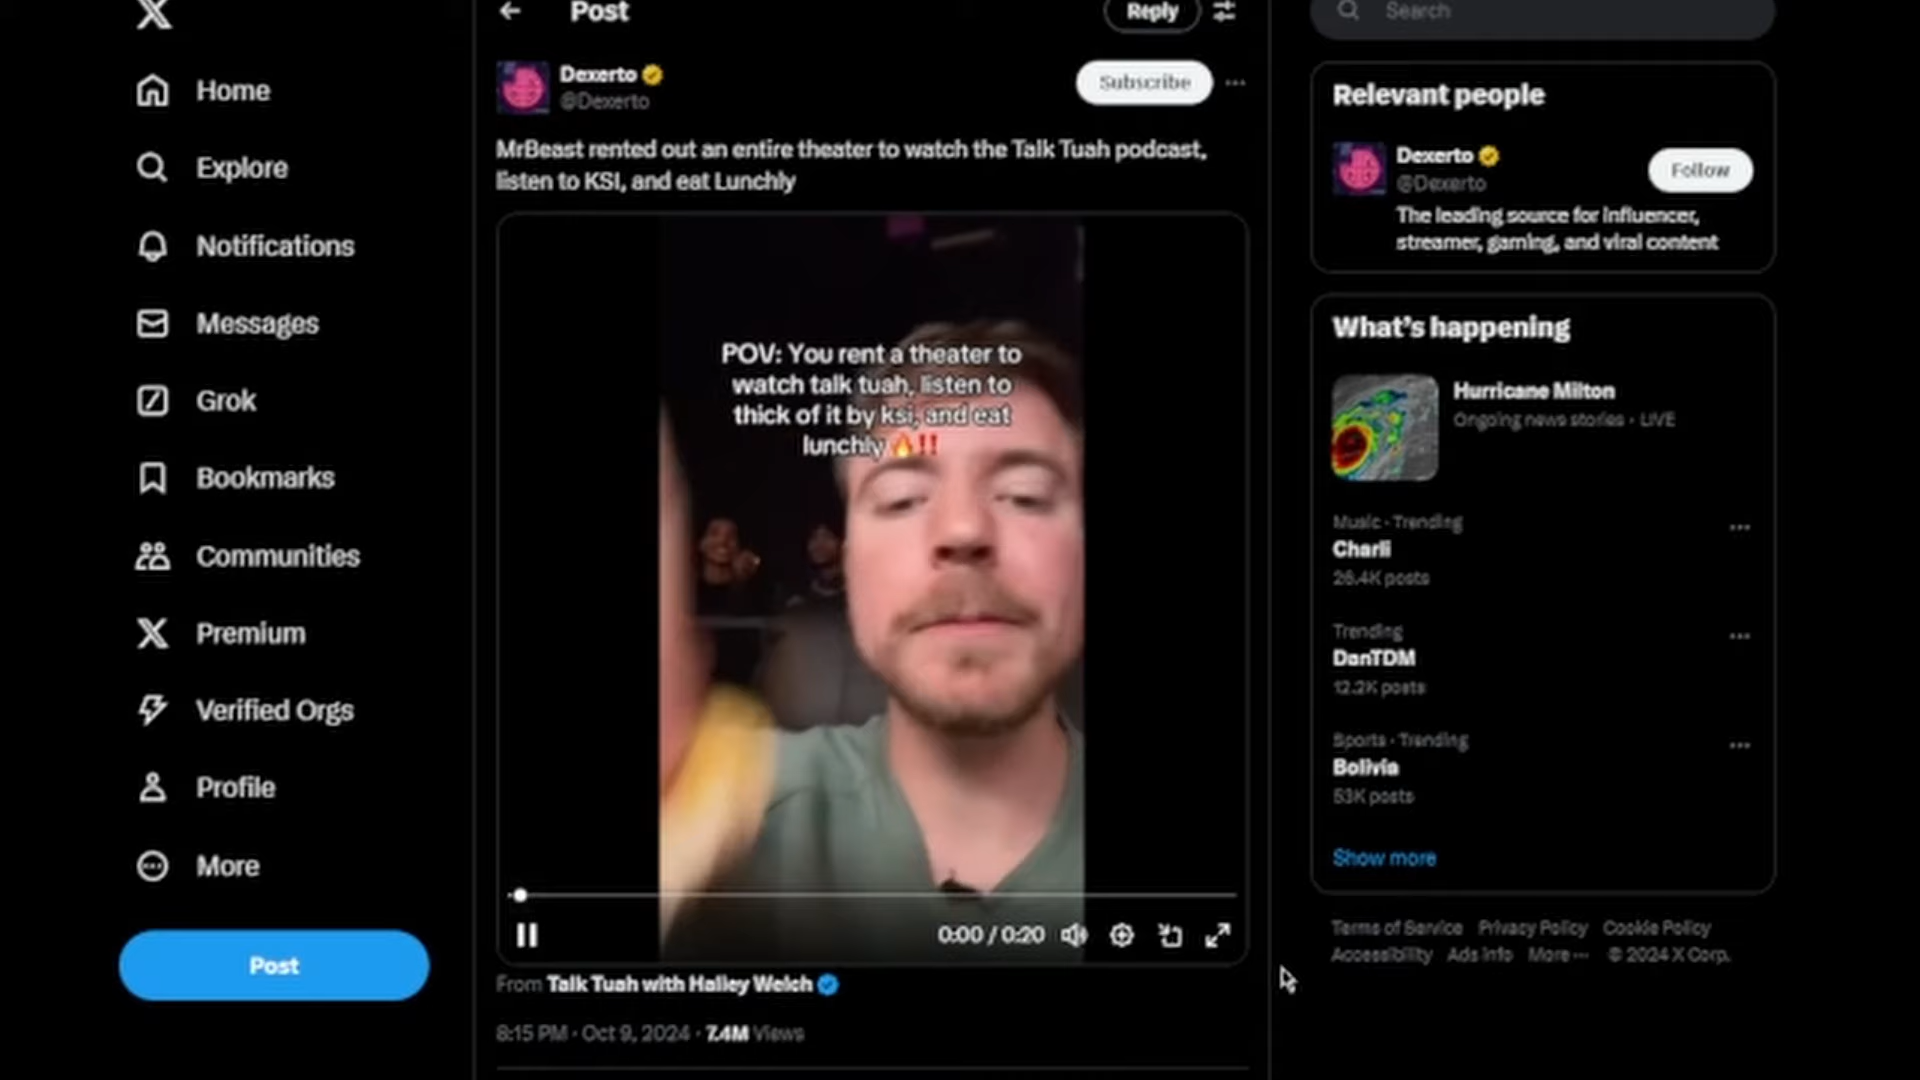 Home
Explore
Notifications
Messages
Grok
Bookmarks
Communities
Premium
Verified Orgs
Profile
More
Post
Post
Reply
Dexerto
@Dexerto
Subscribe
MrBeast rented out an entire theater to watch the Talk Tuah podcast,
listen to KSI, and eat Lunchly
POV: You rent a theater to
watch talk tuah, listen to
thick of it by ksi, and eat
lunchly 🔥‼️
0:00 / 0:20
From Talk Tuah with Haliey Welch
8:15 PM · Oct 9, 2024 · 7.4M Views
Search
Relevant people
Dexerto
@Dexerto
Follow
The leading source for influencer,
streamer, gaming, and viral content
What's happening
Hurricane Milton
Ongoing news stories · LIVE
Music · Trending
Charli
26.4K posts
Trending
DanTDM
12.2K posts
Sports · Trending
Bolivia
53K posts
Show more
Terms of Service Privacy Policy Cookie Policy
Accessibility Ads info More ··· © 2024 X Corp.